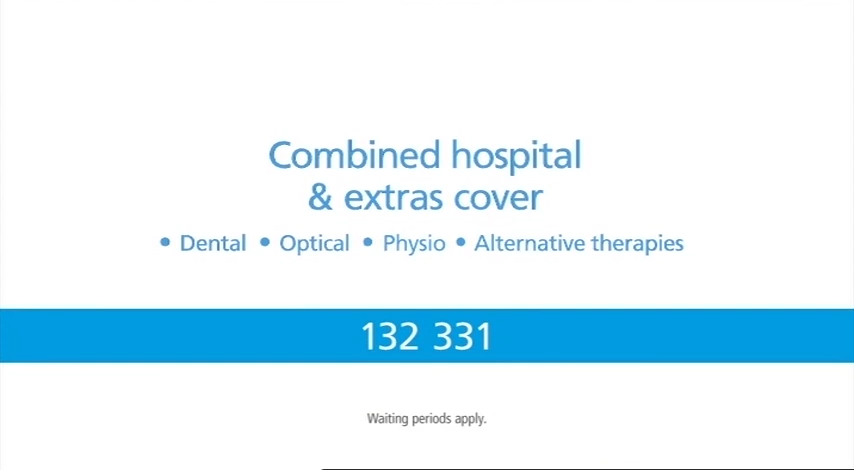 Combined hospital
& extras cover
• Dental • Optical • Physio • Alternative therapies
132 331
Waiting periods apply.